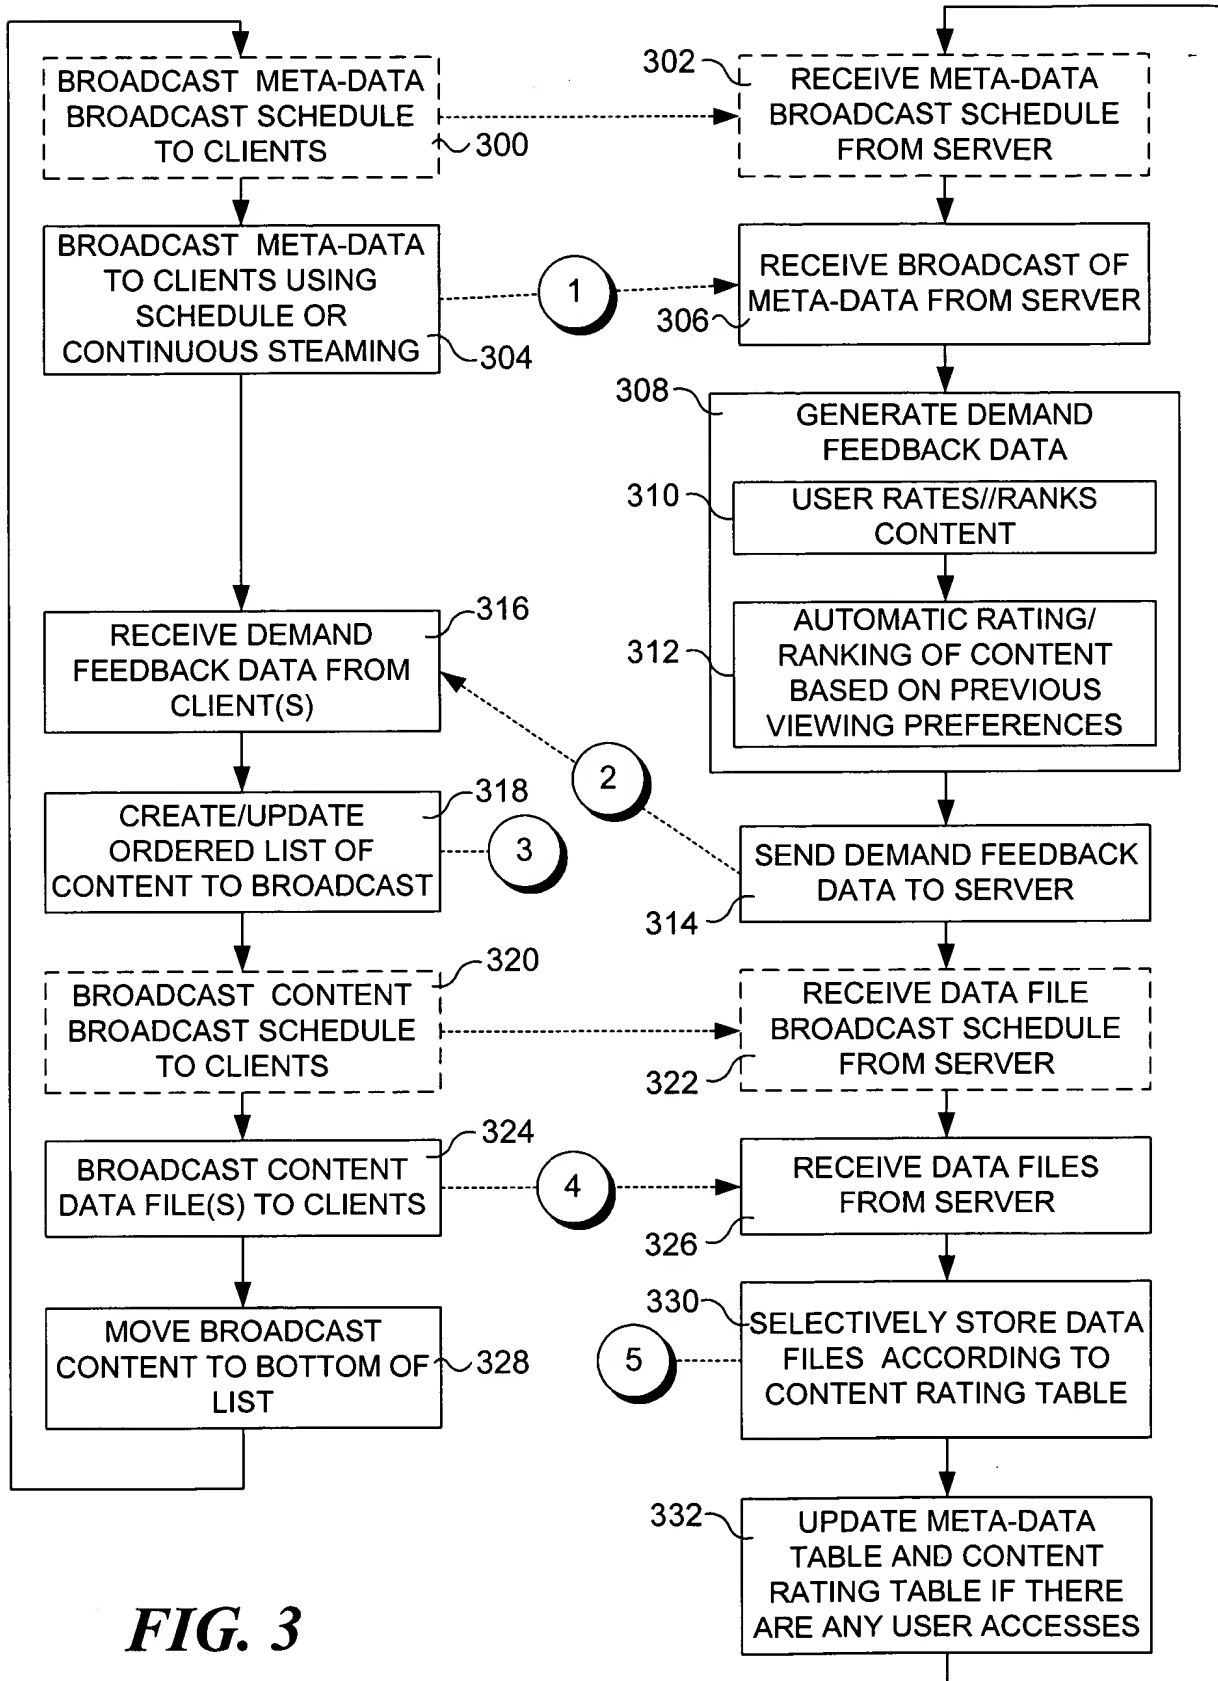 BROADCAST META-DATA
BROADCAST SCHEDULE
TO CLIENTS
300
302
RECEIVE META-DATA
BROADCAST SCHEDULE
FROM SERVER
BROADCAST META-DATA
TO CLIENTS USING
SCHEDULE OR
CONTINUOUS STEAMING
304
1
RECEIVE BROADCAST OF
META-DATA FROM SERVER
306
308
GENERATE DEMAND
FEEDBACK DATA
310
USER RATES//RANKS
CONTENT
312
AUTOMATIC RATING/
RANKING OF CONTENT
BASED ON PREVIOUS
VIEWING PREFERENCES
316
RECEIVE DEMAND
FEEDBACK DATA FROM
CLIENT(S)
2
318
CREATE/UPDATE
ORDERED LIST OF
CONTENT TO BROADCAST
3
SEND DEMAND FEEDBACK
DATA TO SERVER
314
320
BROADCAST CONTENT
BROADCAST SCHEDULE
TO CLIENTS
RECEIVE DATA FILE
BROADCAST SCHEDULE
FROM SERVER
322
324
BROADCAST CONTENT
DATA FILE(S) TO CLIENTS
4
RECEIVE DATA FILES
FROM SERVER
326
MOVE BROADCAST
CONTENT TO BOTTOM OF
LIST
328
330
SELECTIVELY STORE DATA
FILES ACCORDING TO
CONTENT RATING TABLE
5
332
UPDATE META-DATA
TABLE AND CONTENT
RATING TABLE IF THERE
ARE ANY USER ACCESSES
FIG. 3